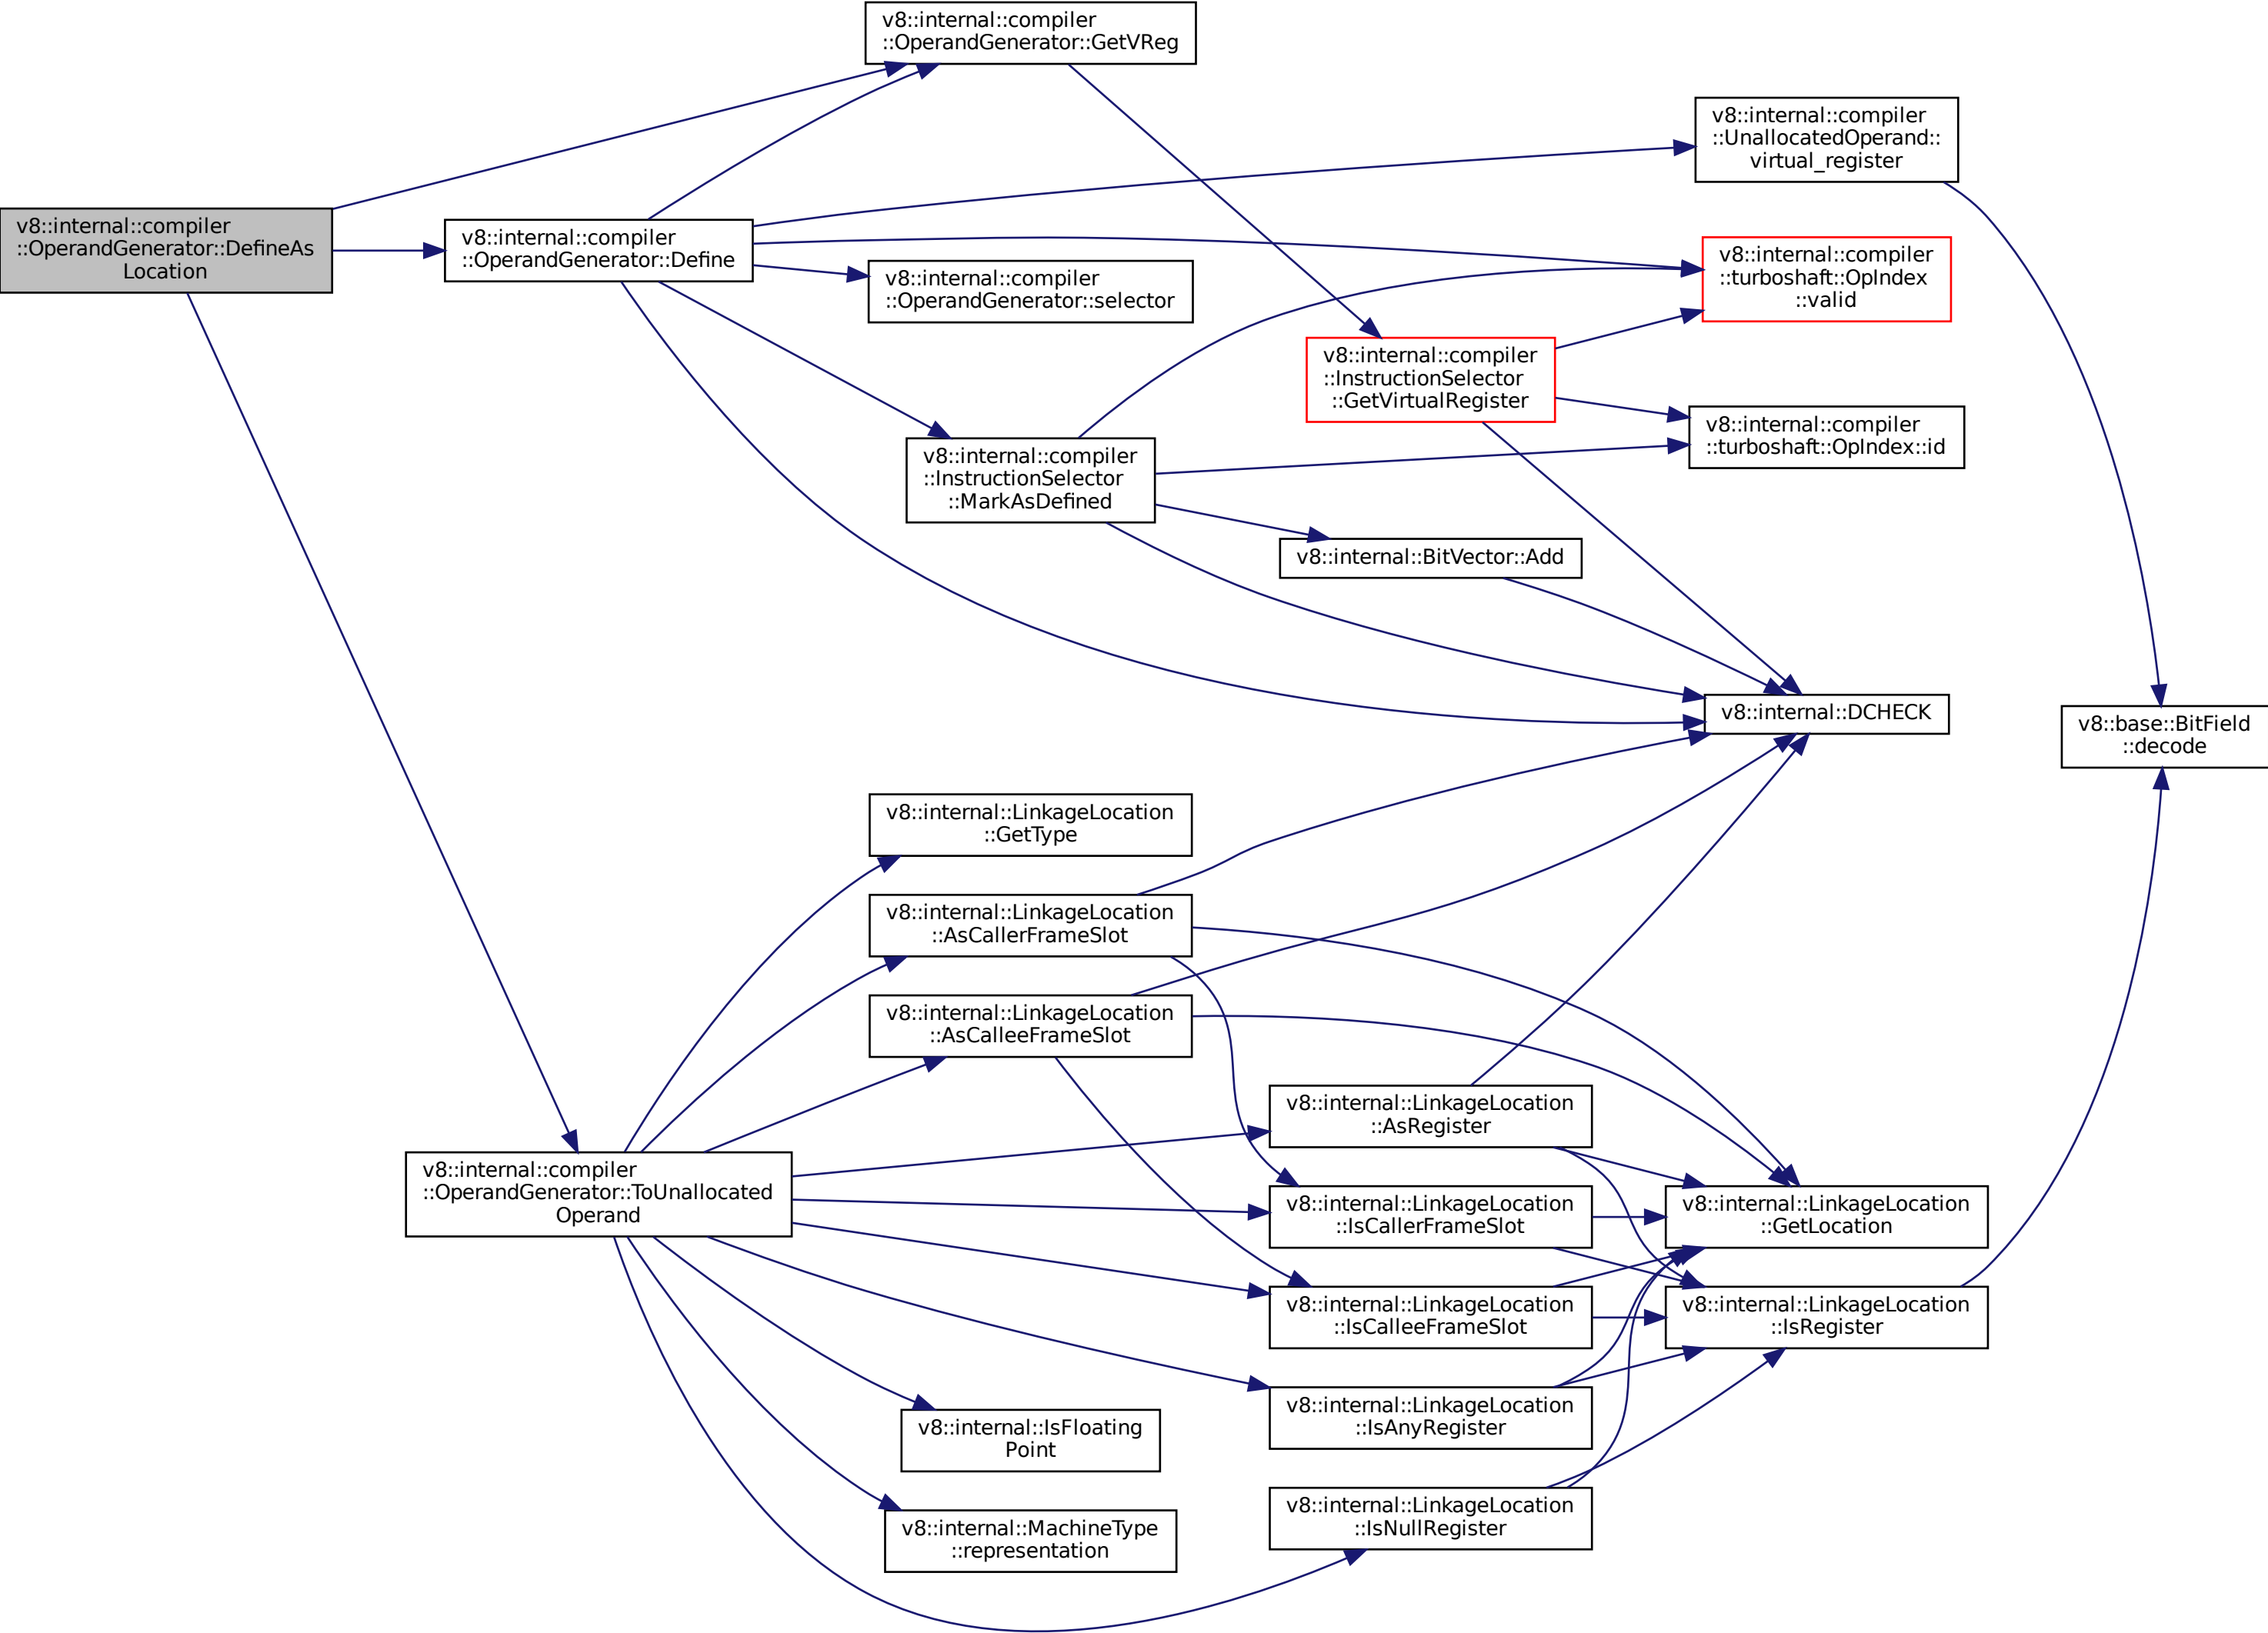 v8::internal::compiler
::OperandGenerator::GetVReg
v8::internal::compiler
::UnallocatedOperand::
virtual_register
v8::internal::compiler
::OperandGenerator::DefineAs
Location
v8::internal::compiler
::OperandGenerator::Define
v8::internal::compiler
::turboshaft::OpIndex
::valid
v8::internal::compiler
::OperandGenerator::selector
v8::internal::compiler
::InstructionSelector
::GetVirtualRegister
v8::internal::compiler
::turboshaft::OpIndex::id
v8::internal::compiler
::InstructionSelector
::MarkAsDefined
v8::internal::BitVector::Add
v8::internal::DCHECK
v8::base::BitField
::decode
v8::internal::LinkageLocation
::GetType
v8::internal::LinkageLocation
::AsCallerFrameSlot
v8::internal::LinkageLocation
::AsCalleeFrameSlot
v8::internal::LinkageLocation
::AsRegister
v8::internal::compiler
::OperandGenerator::ToUnallocated
Operand
v8::internal::LinkageLocation
::IsCallerFrameSlot
v8::internal::LinkageLocation
::GetLocation
v8::internal::LinkageLocation
::IsCalleeFrameSlot
v8::internal::LinkageLocation
::IsRegister
v8::internal::LinkageLocation
::IsAnyRegister
v8::internal::IsFloating
Point
v8::internal::LinkageLocation
::IsNullRegister
v8::internal::MachineType
::representation